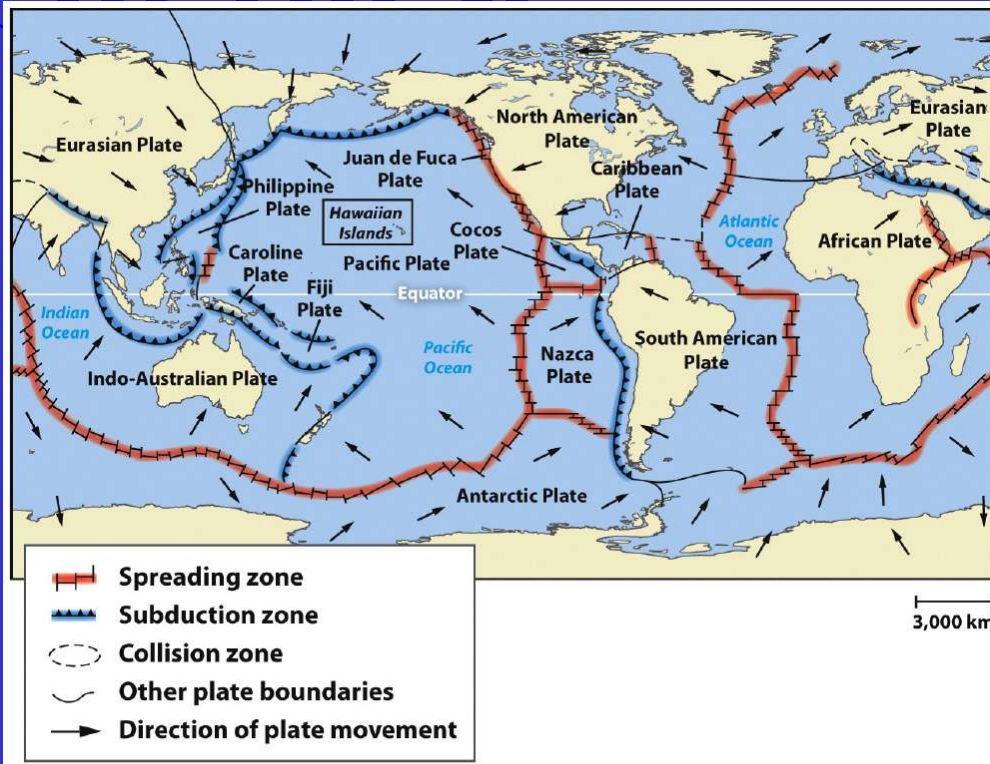 North American
Plate
Eurasian
Plate
Eurasian Plate
Juan de Fuca
Plate
Caribbean
Plate
Philippine
Plate
Hawaiian
Islands
Cocos
Plate
Atlantic
Ocean
African Plate
Caroline
Plate
Pacific Plate
Fiji
Plate
Equator
Indian
Ocean
Pacific
Ocean
Nazca
Plate
South American
Plate
Indo-Australian Plate
Antarctic Plate
Spreading zone
Subduction zone
Collision zone
Other plate boundaries
Direction of plate movement
3,000 km